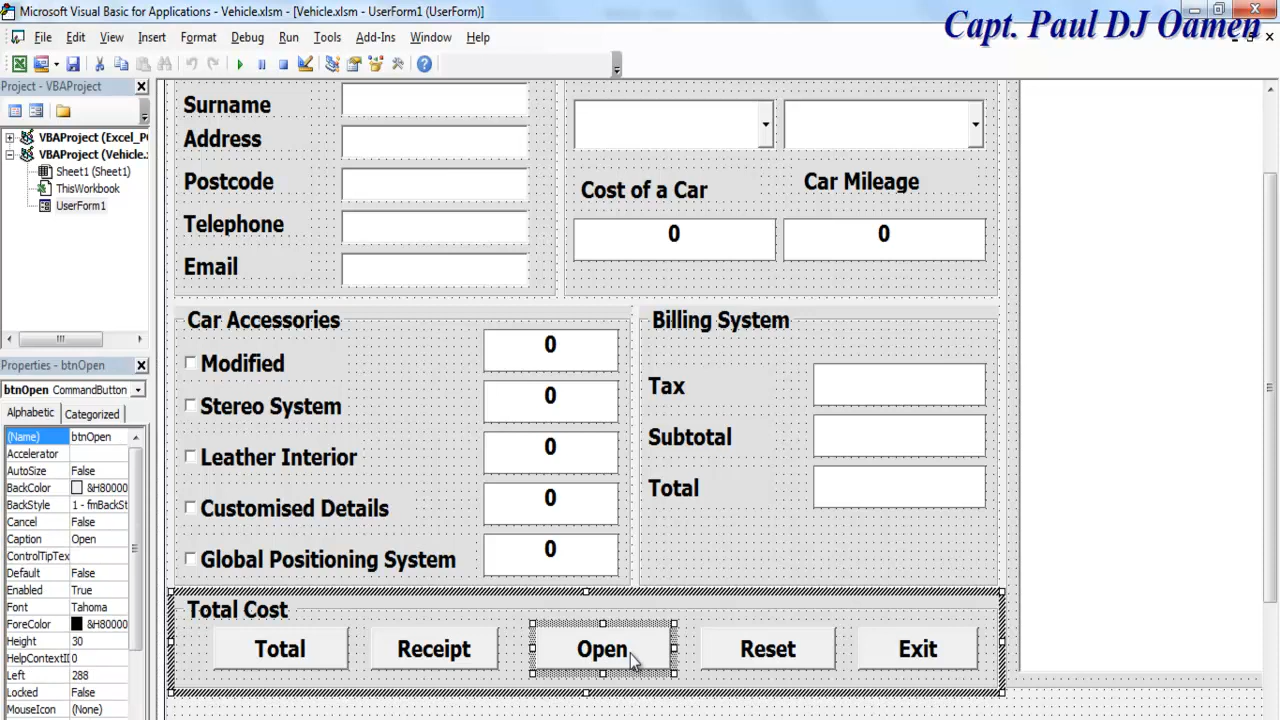 Microsoft Visual Basic for Applications - Vehicle.xlsm - [Vehicle.xlsm - UserForm1 (UserForm)]
Capt. Paul DJ Oamen
File Edit View Insert Format Debug Run Tools Add-Ins Window Help
Project - VBAProject
VBAProject (Excel_P
VBAProject (Vehicle.
Sheet1 (Sheet1)
ThisWorkbook
UserForm1
Properties - btnOpen
btnOpen CommandButton
Alphabetic Categorized
(Name) btnOpen
Accelerator
AutoSize False
BackColor &H80000
BackStyle 1 - fmBackSt
Cancel False
Caption Open
ControlTipTex
Default False
Enabled True
Font Tahoma
ForeColor &H80000
Height 30
HelpContextI 0
Left 288
Locked False
MouseIcon (None)
Surname
Address
Postcode
Telephone
Email
Cost of a Car Car Mileage
0 0
Car Accessories
Modified 0
Stereo System 0
Leather Interior 0
Customised Details 0
Global Positioning System 0
Billing System
Tax
Subtotal
Total
Total Cost
Total Receipt Open Reset Exit